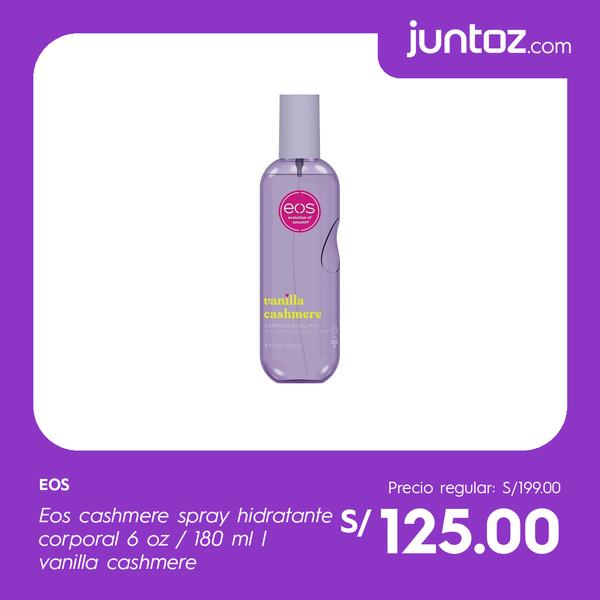 juntoz.com
eos
evolution of
smooth®
vanilla
cashmere
EOS
Precio regular: S/199.00
Eos cashmere spray hidratante
corporal 6 oz / 180 ml |
vanilla cashmere
S/125.00